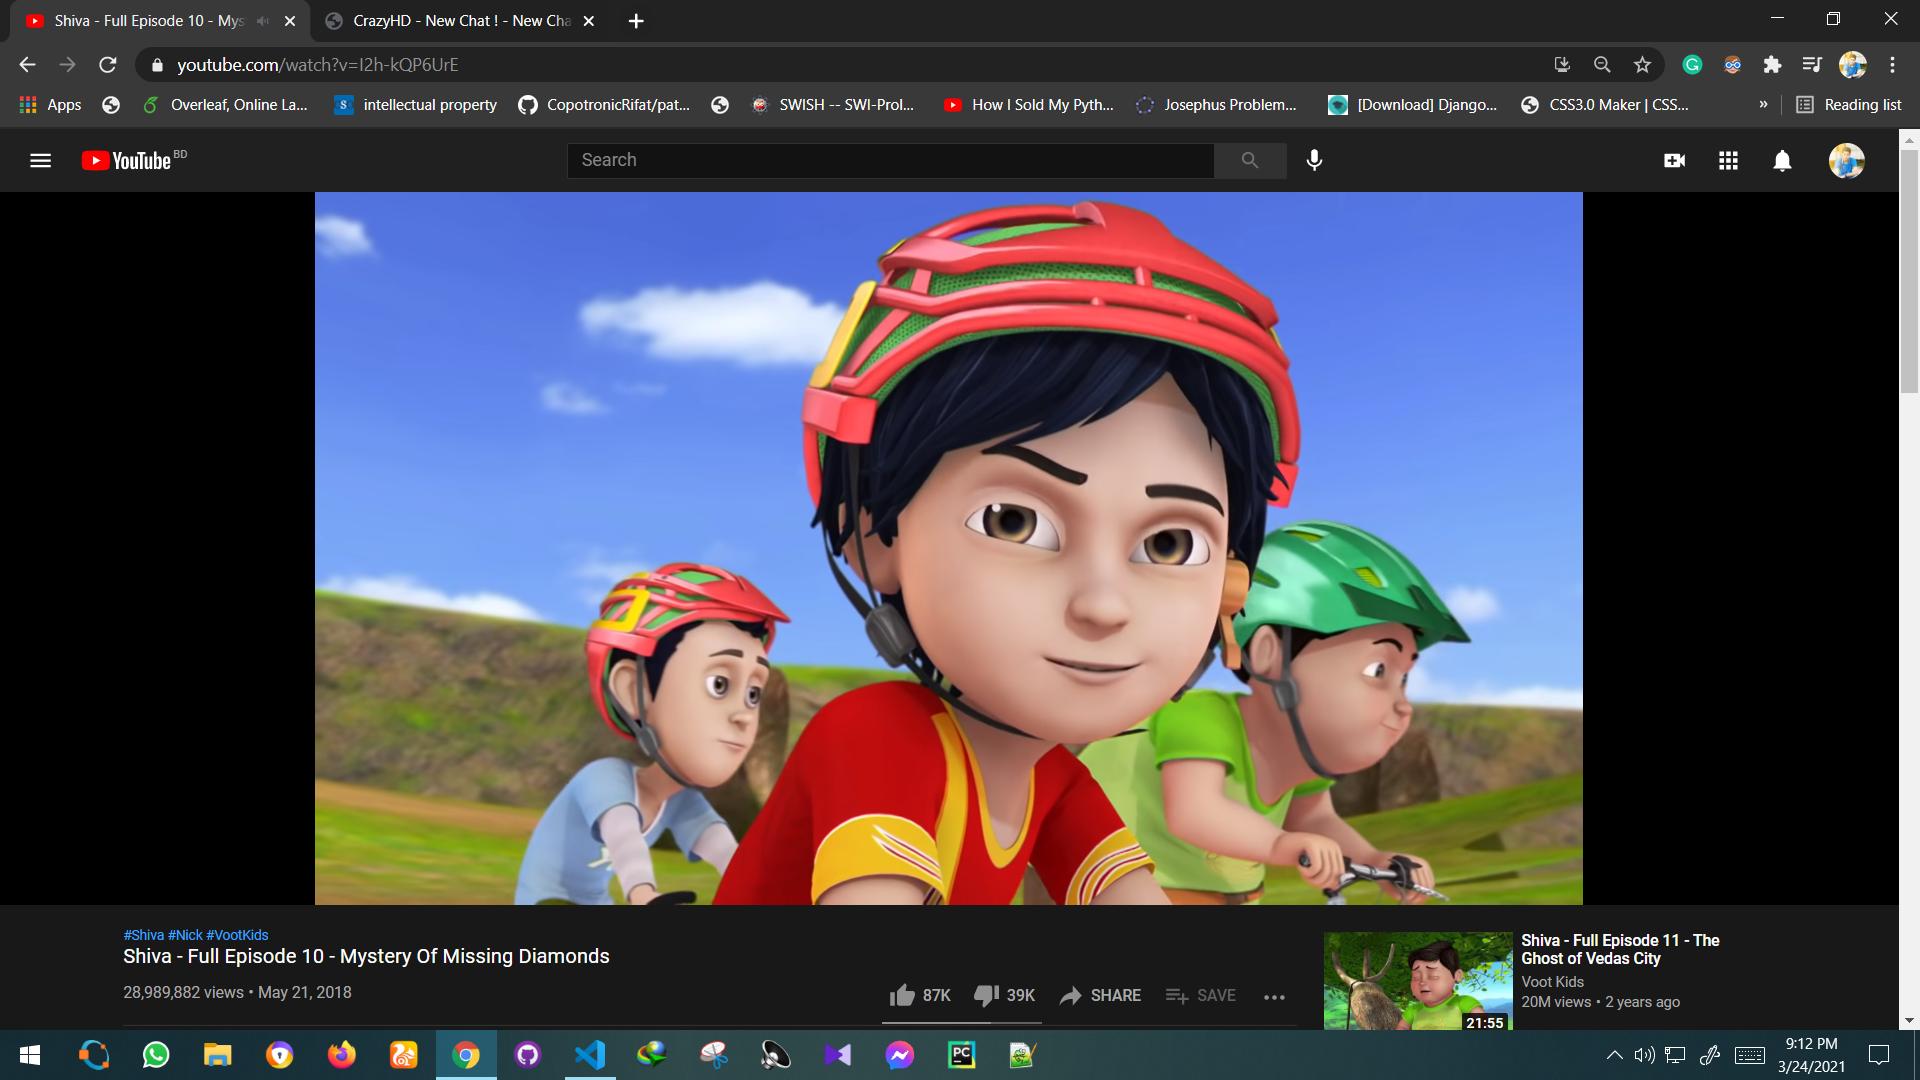 Shiva - Full Episode 10 - Mys
CrazyHD - New Chat ! - New Cha
youtube.com/watch?v=I2h-kQP6UrE
Apps
Overleaf, Online La...
intellectual property
CopotronicRifat/pat...
SWISH -- SWI-Prol...
How I Sold My Pyth...
Josephus Problem...
[Download] Django...
CSS3.0 Maker | CSS...
»
Reading list
YouTube BD
Search
#Shiva #Nick #VootKids
Shiva - Full Episode 10 - Mystery Of Missing Diamonds
28,989,882 views • May 21, 2018
87K
39K
SHARE
SAVE
Shiva - Full Episode 11 - The
Ghost of Vedas City
Voot Kids
20M views • 2 years ago
21:55
PC
9:12 PM
3/24/2021